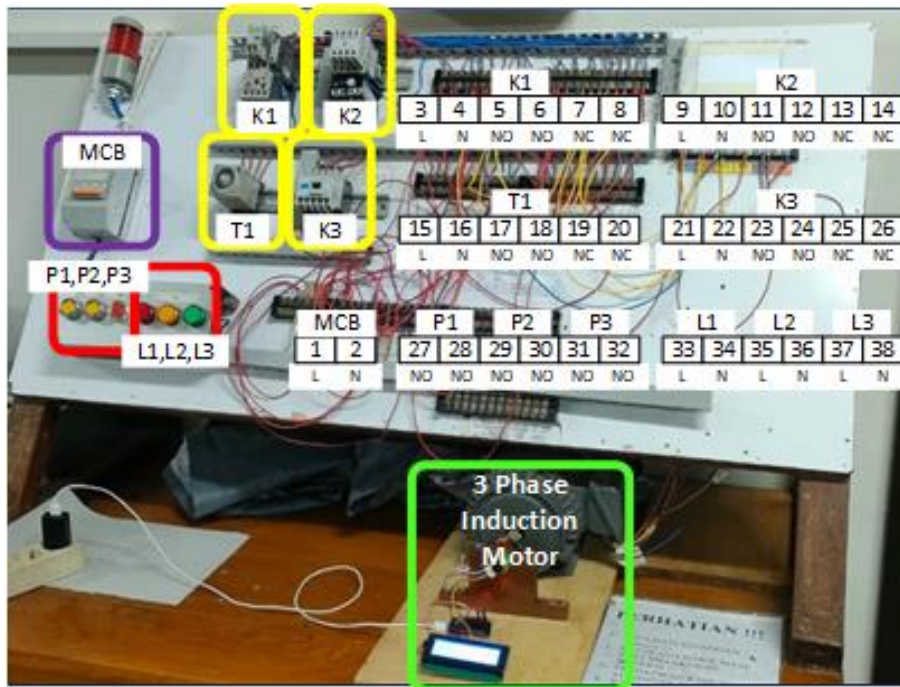 K1 K2
3 4 5 6 7 8 9 10 11 12 13 14
L N NO NO NC NC L N NO NO NC NC
K1 K2
MCB
T1 K3
15 16 17 18 19 20 21 22 23 24 25 26
L N NO NO NC NC L N NO NO NC NC
T1 K3
P1,P2,P3
MCB P1 P2 P3 L1 L2 L3
1 2 27 28 29 30 31 32 33 34 35 36 37 38
L N NO NO NO NO NO NO L N L N L N
L1,L2,L3
3 Phase
Induction
Motor
PERHATIAN !!!